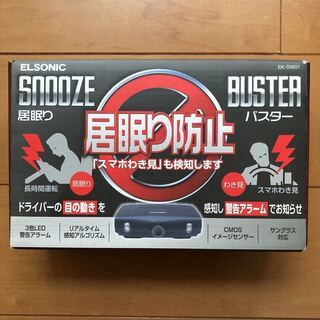 ELSONIC
EK-SW01
SNOOZE BUSTER
居眠り バスター
居眠り防止
「スマホわき見」も検知します
長時間運転 居眠り
わき見 スマホわき見
ドライバーの 目の動き を 感知し 警告アラーム でお知らせ
3色LED
警告アラーム
リアルタイム
感知アルゴリズム
CMOS
イメージセンサー
サングラス
対応